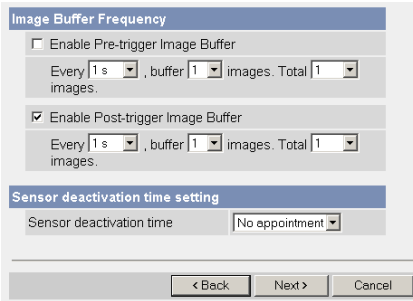 Image Buffer Frequency
Enable Pre-trigger Image Buffer
Every 1 s , buffer 1 images. Total 1
images.
Enable Post-trigger Image Buffer
Every 1 s , buffer 1 images. Total 1
images.
Sensor deactivation time setting
Sensor deactivation time No appointment
< Back Next > Cancel